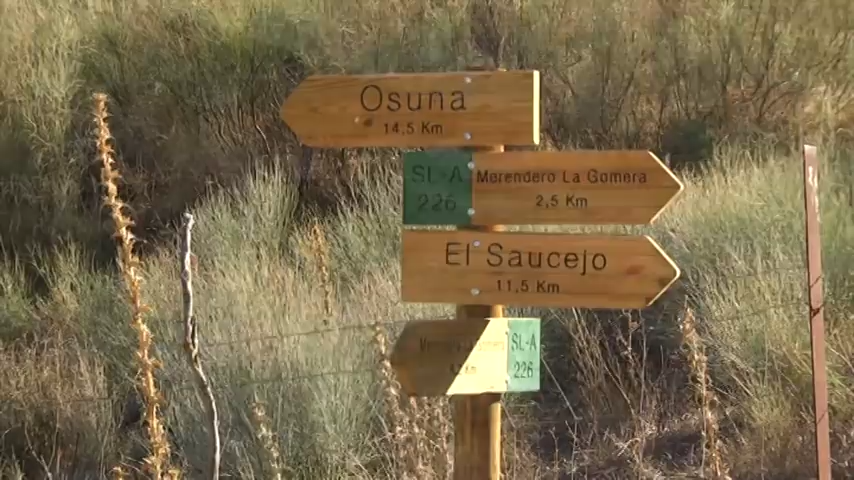 Osuna
14,5 Km
SL-A
226
Merendero La Gomera
2,5 Km
El Saucejo
11,5 Km
SL-A
226